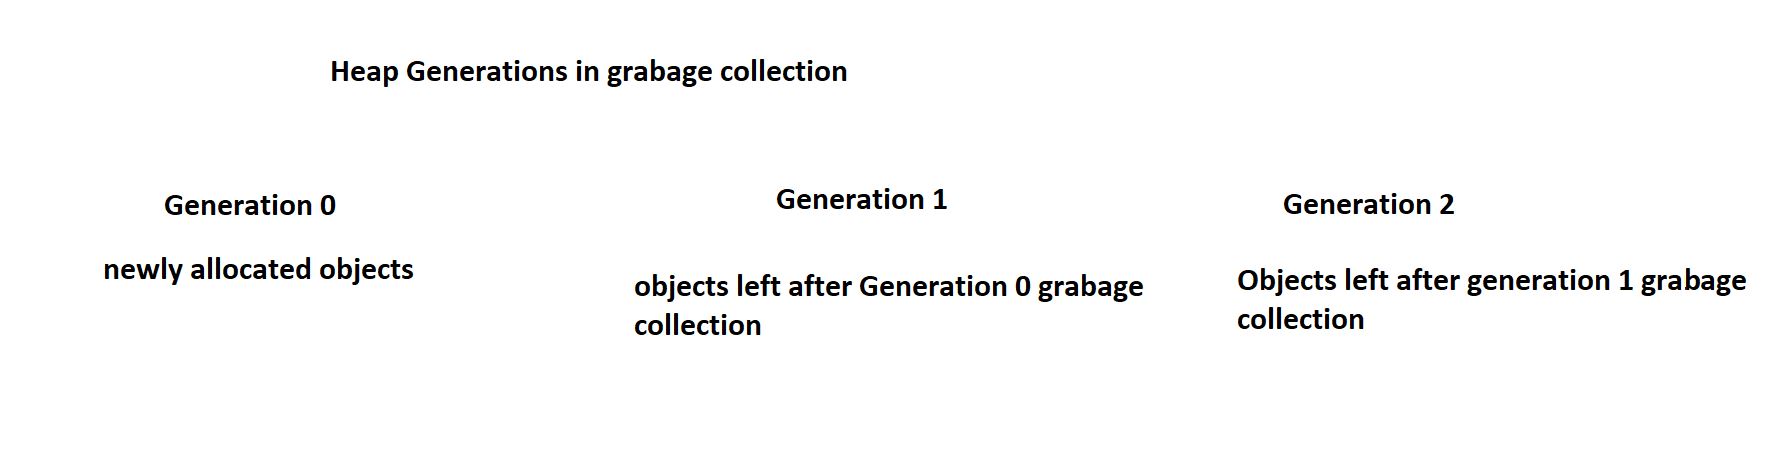 Heap Generations in grabage collection
Generation 0
newly allocated objects
Generation 1
objects left after Generation 0 grabage
collection
Generation 2
Objects left after generation 1 grabage
collection